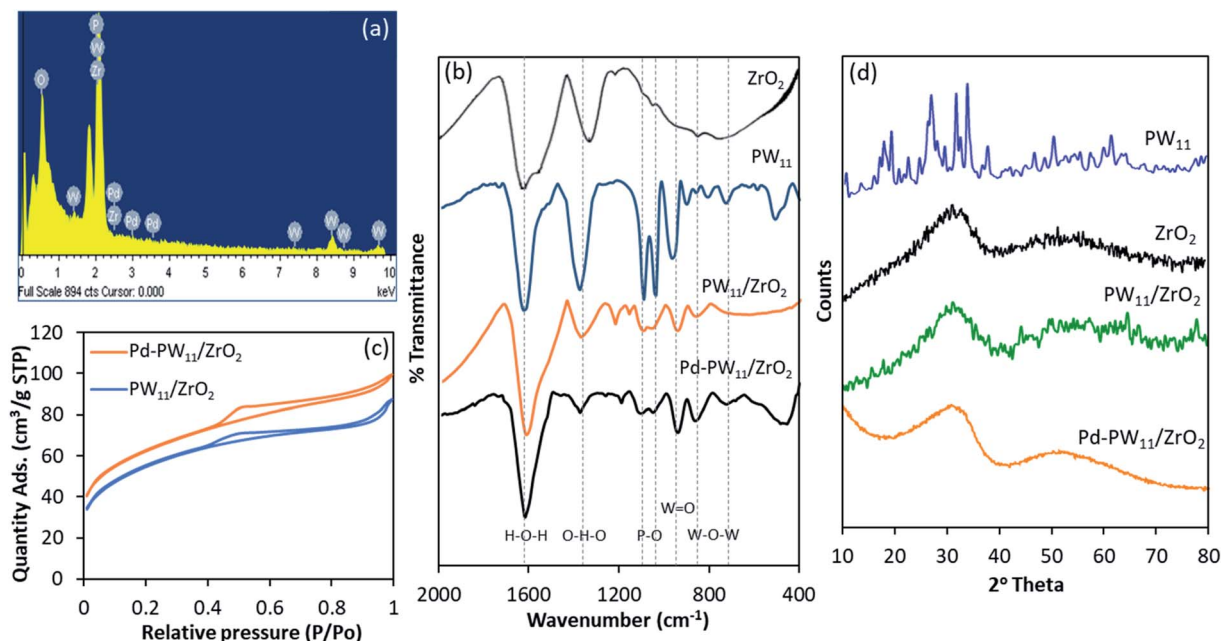 (a)
P
W
Zr
O
W
Pd
Zr
Pd
Pd
W
W
W
W
0 1 2 3 4 5 6 7 8 9 10
Full Scale 894 cts Cursor: 0.000 keV
(b)
ZrO2
PW11
PW11/ZrO2
Pd-PW11/ZrO2
W=O
H-O-H O-H-O P-O W-O-W
% Transmittance
2000 1600 1200 800 400
Wavenumber (cm-1)
(c)
Pd-PW11/ZrO2
PW11/ZrO2
Quantity Ads. (cm3/g STP)
120
100
80
60
40
20
0
0 0.2 0.4 0.6 0.8 1
Relative pressure (P/Po)
(d)
PW11
ZrO2
PW11/ZrO2
Pd-PW11/ZrO2
Counts
10 20 30 40 50 60 70 80
2o Theta